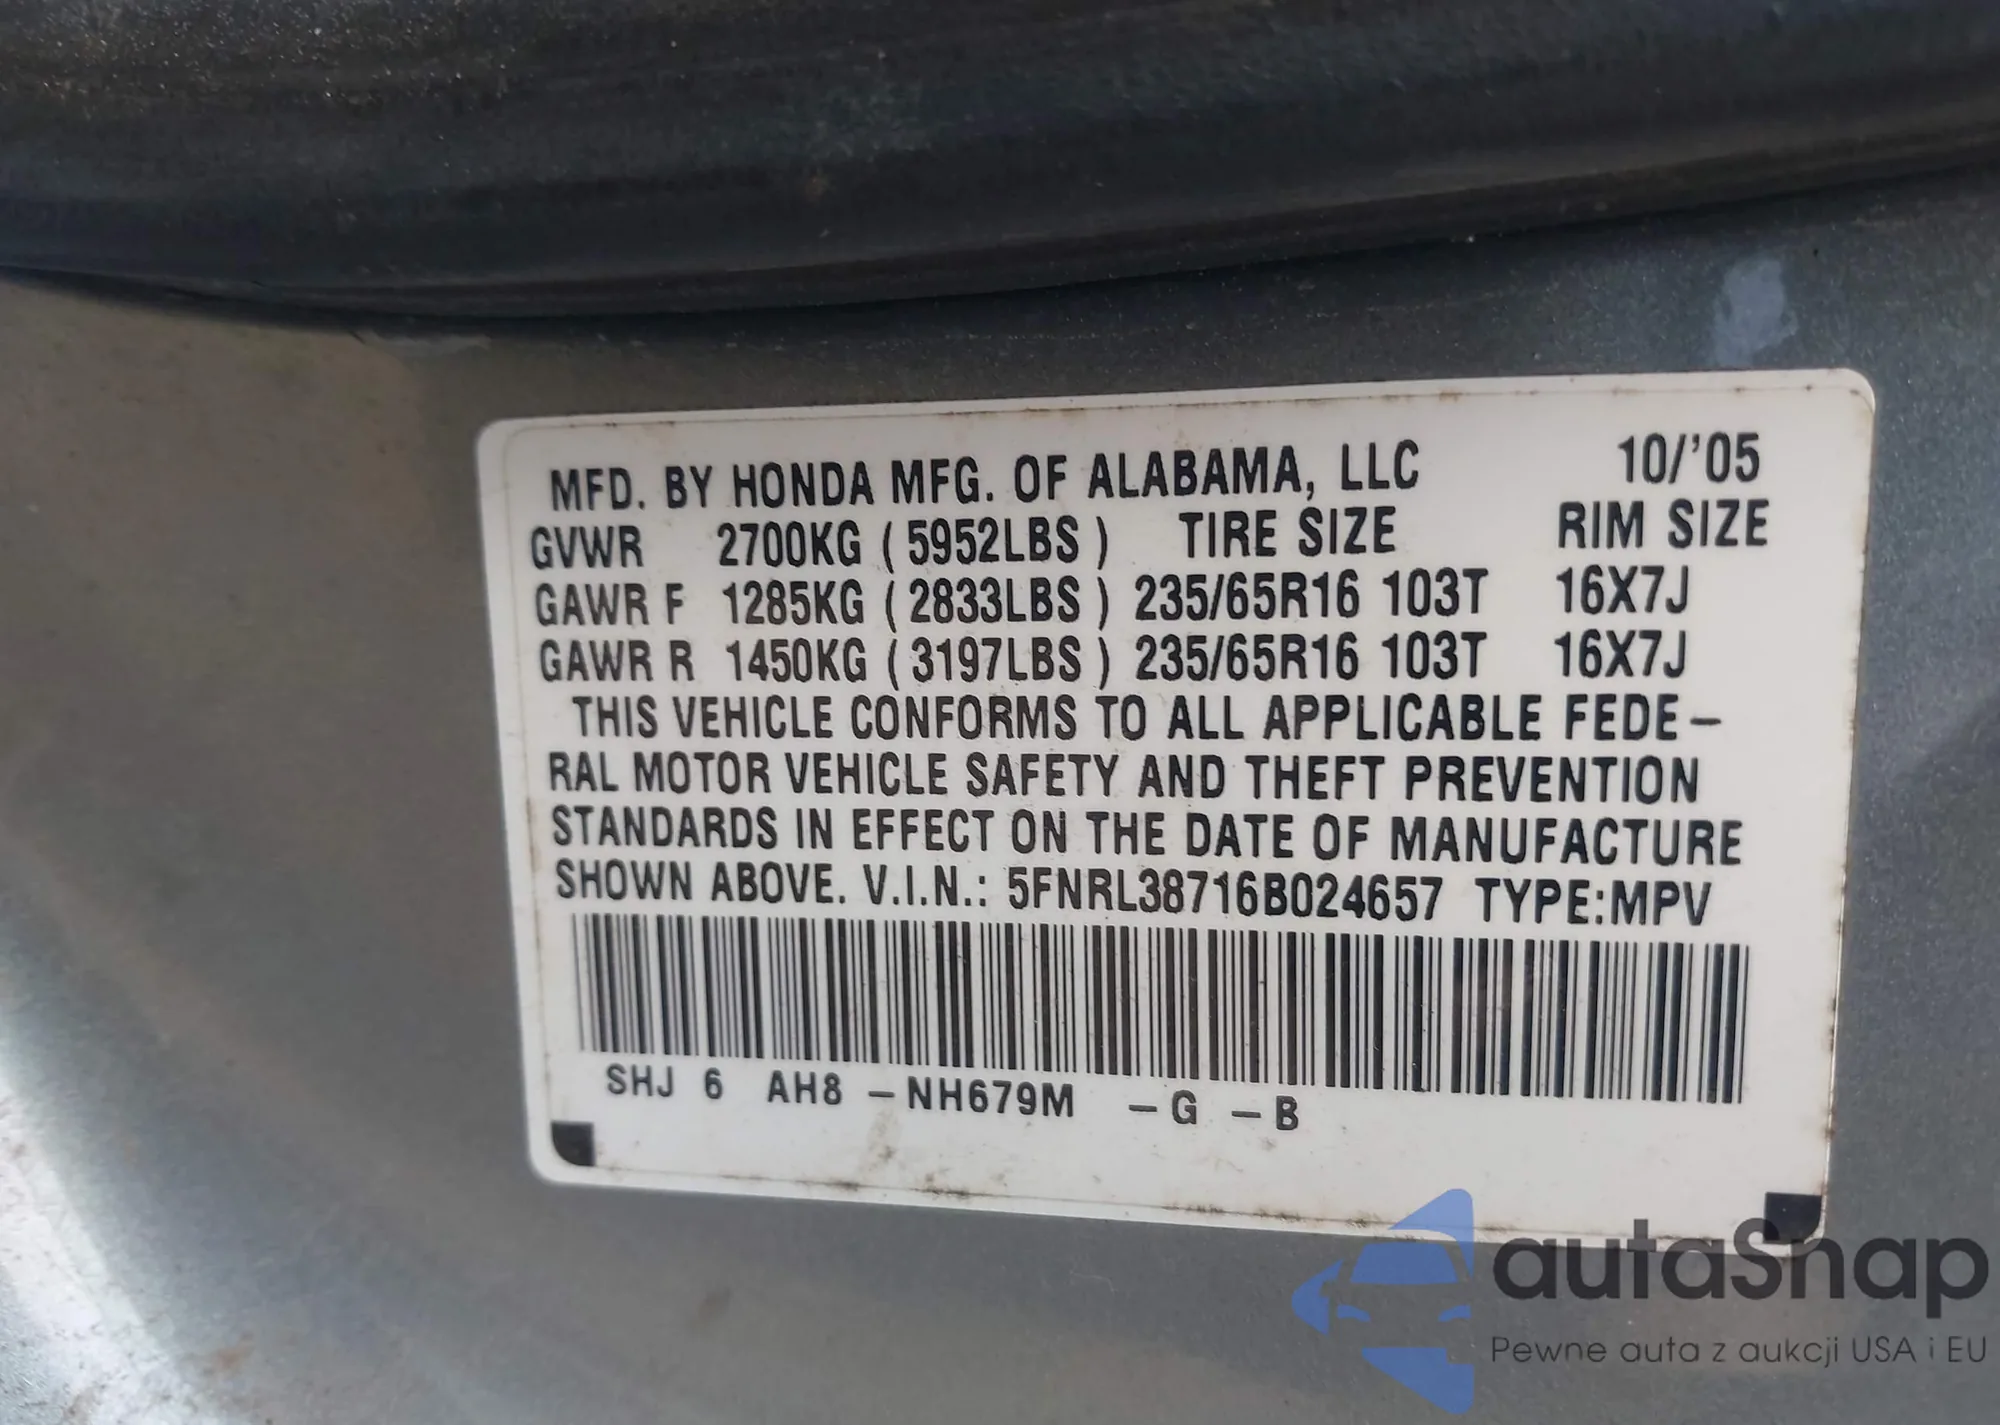 MFD. BY HONDA MFG. OF ALABAMA, LLC 10/'05
GVWR 2700KG ( 5952LBS ) TIRE SIZE RIM SIZE
GAWR F 1285KG ( 2833LBS ) 235/65R16 103T 16X7J
GAWR R 1450KG ( 3197LBS ) 235/65R16 103T 16X7J
THIS VEHICLE CONFORMS TO ALL APPLICABLE FEDE-
RAL MOTOR VEHICLE SAFETY AND THEFT PREVENTION
STANDARDS IN EFFECT ON THE DATE OF MANUFACTURE
SHOWN ABOVE. V.I.N.: 5FNRL38716B024657 TYPE:MPV
SHJ 6 AH8 -NH679M -G -B
autaSnap
Pewne auta z aukcji USA i EU